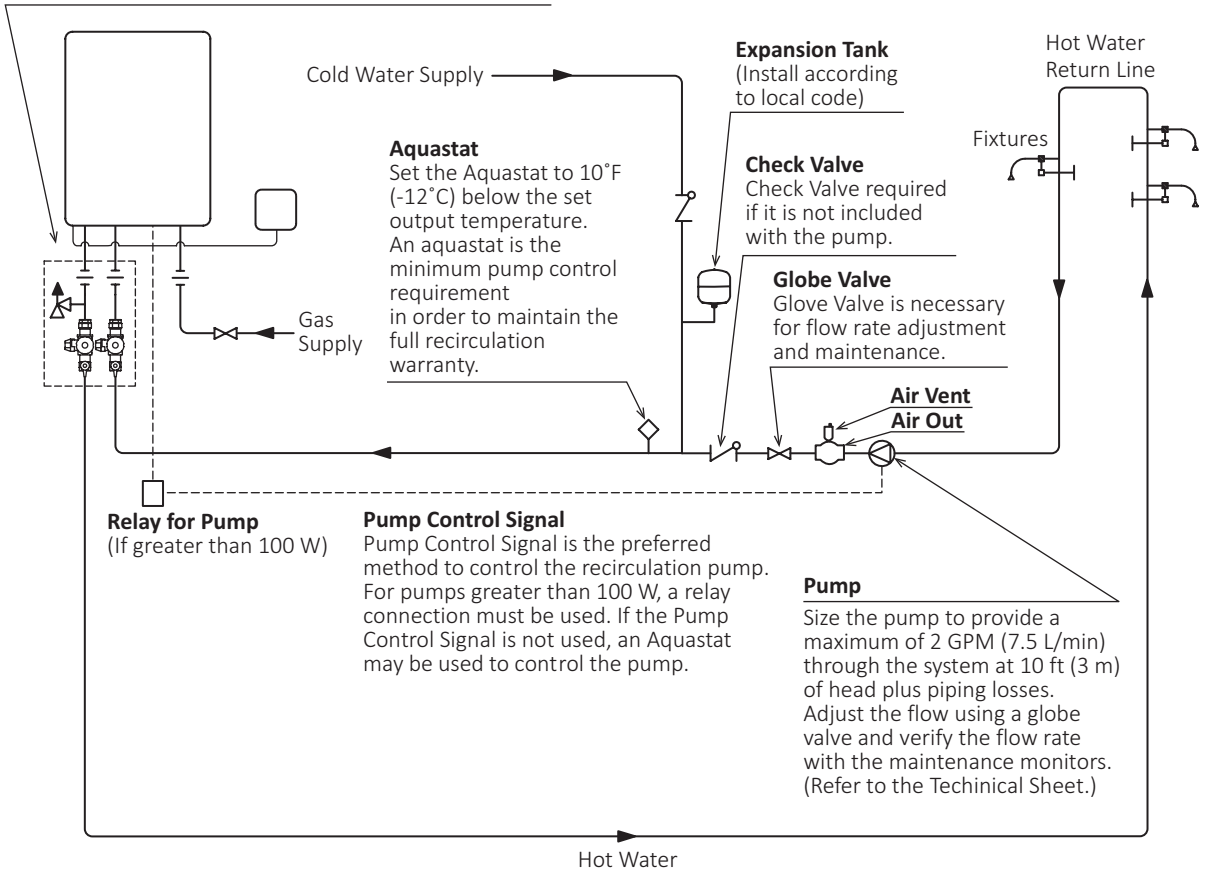 Hot Water
Return Line
Expansion Tank
(Install according
to local code)
Cold Water Supply
Fixtures
Aquastat
Set the Aquastat to 10˚F
(-12˚C) below the set
output temperature.
An aquastat is the
minimum pump control
requirement
in order to maintain the
full recirculation
warranty.
Check Valve
Check Valve required
if it is not included
with the pump.
Globe Valve
Glove Valve is necessary
for flow rate adjustment
and maintenance.
Gas
Supply
Air Vent
Air Out
Relay for Pump
(If greater than 100 W)
Pump Control Signal
Pump Control Signal is the preferred
method to control the recirculation pump.
For pumps greater than 100 W, a relay
connection must be used. If the Pump
Control Signal is not used, an Aquastat
may be used to control the pump.
Pump
Size the pump to provide a
maximum of 2 GPM (7.5 L/min)
through the system at 10 ft (3 m)
of head plus piping losses.
Adjust the flow using a globe
valve and verify the flow rate
with the maintenance monitors.
(Refer to the Techinical Sheet.)
Hot Water